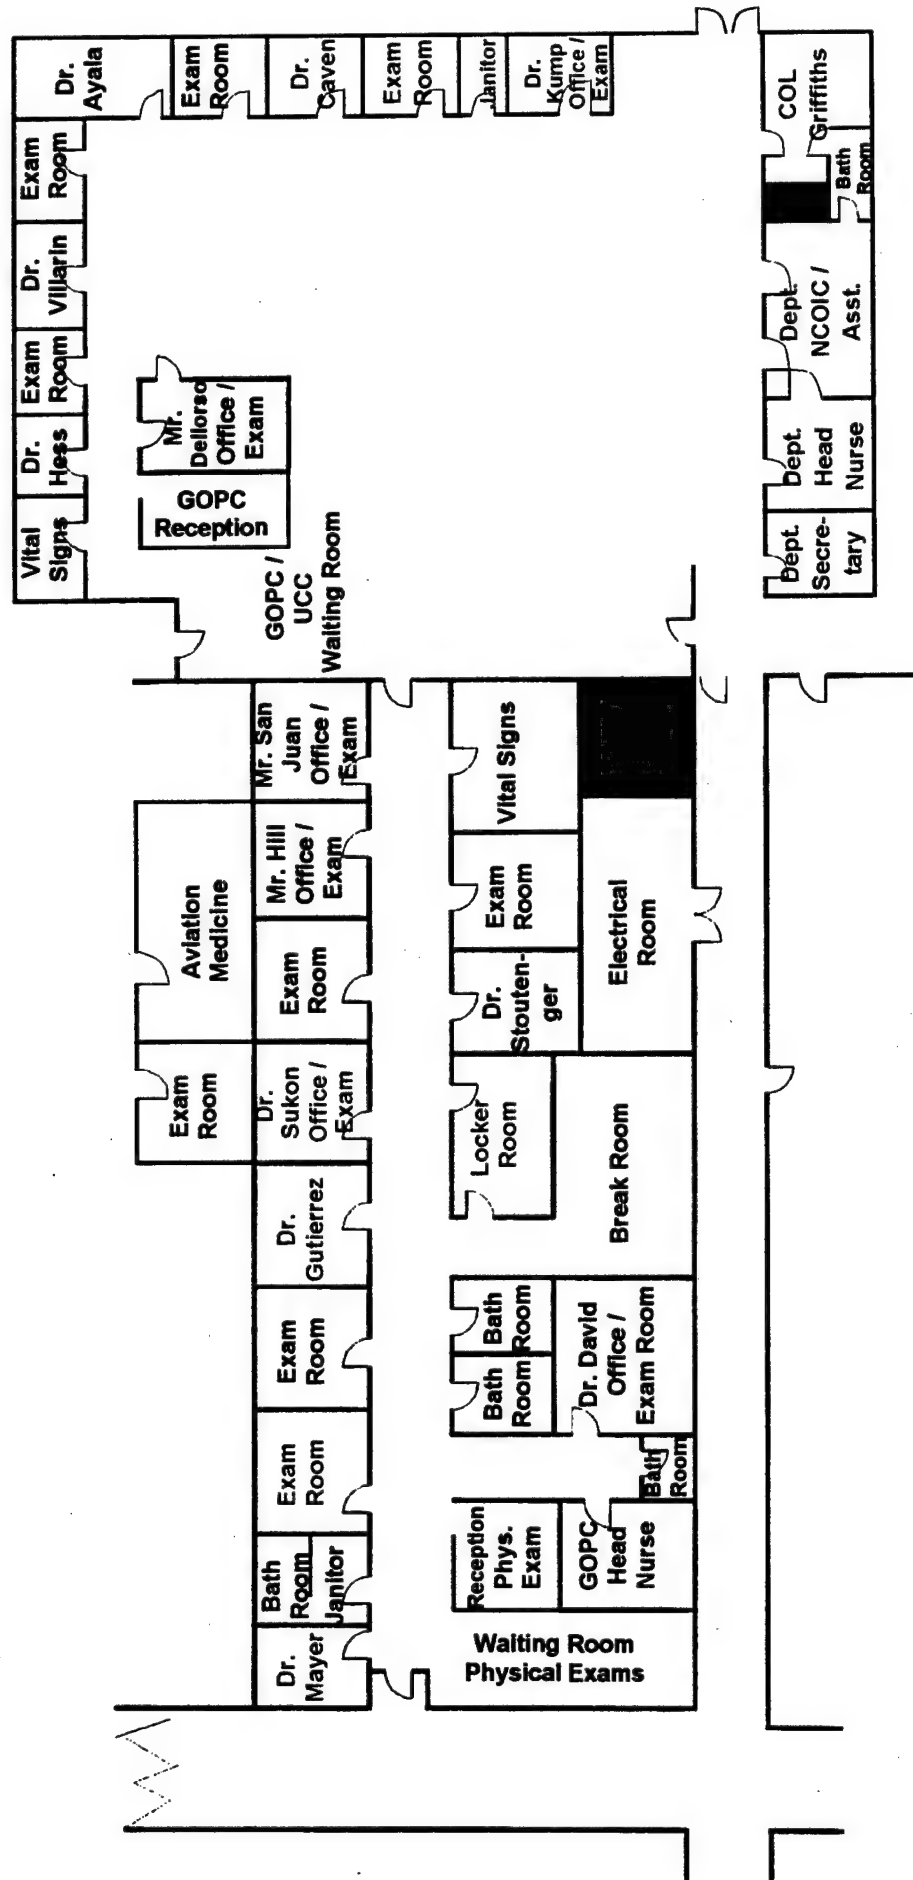 Dr.
Ayala
Exam
Room
Dr.
Caven
Exam
Room
Janitor
Dr.
Kump
Office /
Exam
COL
Griffiths
Bath
Room
Exam
Room
Dr.
Villarin
Exam
Room
Dr.
Hess
Vital
Signs
Mr.
Dellorso
Office /
Exam
GOPC
Reception
GOPC /
UCC
Waiting Room
Dept.
NCOIC /
Asst.
Dept.
Head
Nurse
Dept.
Secre-
tary
Mr. San
Juan
Office /
Exam
Vital Signs
Mr. Hill
Office /
Exam
Aviation
Medicine
Exam
Room
Exam
Room
Electrical
Room
Dr.
Stouten-
ger
Exam
Room
Dr.
Sukon
Office /
Exam
Locker
Room
Break Room
Dr.
Gutierrez
Exam
Room
Bath
Room
Bath
Room
Dr. David
Office /
Exam Room
Exam
Room
Bath
Room
Bath
Room
Janitor
Reception
Phys.
Exam
GOPC
Head
Nurse
Dr.
Mayer
Waiting Room
Physical Exams